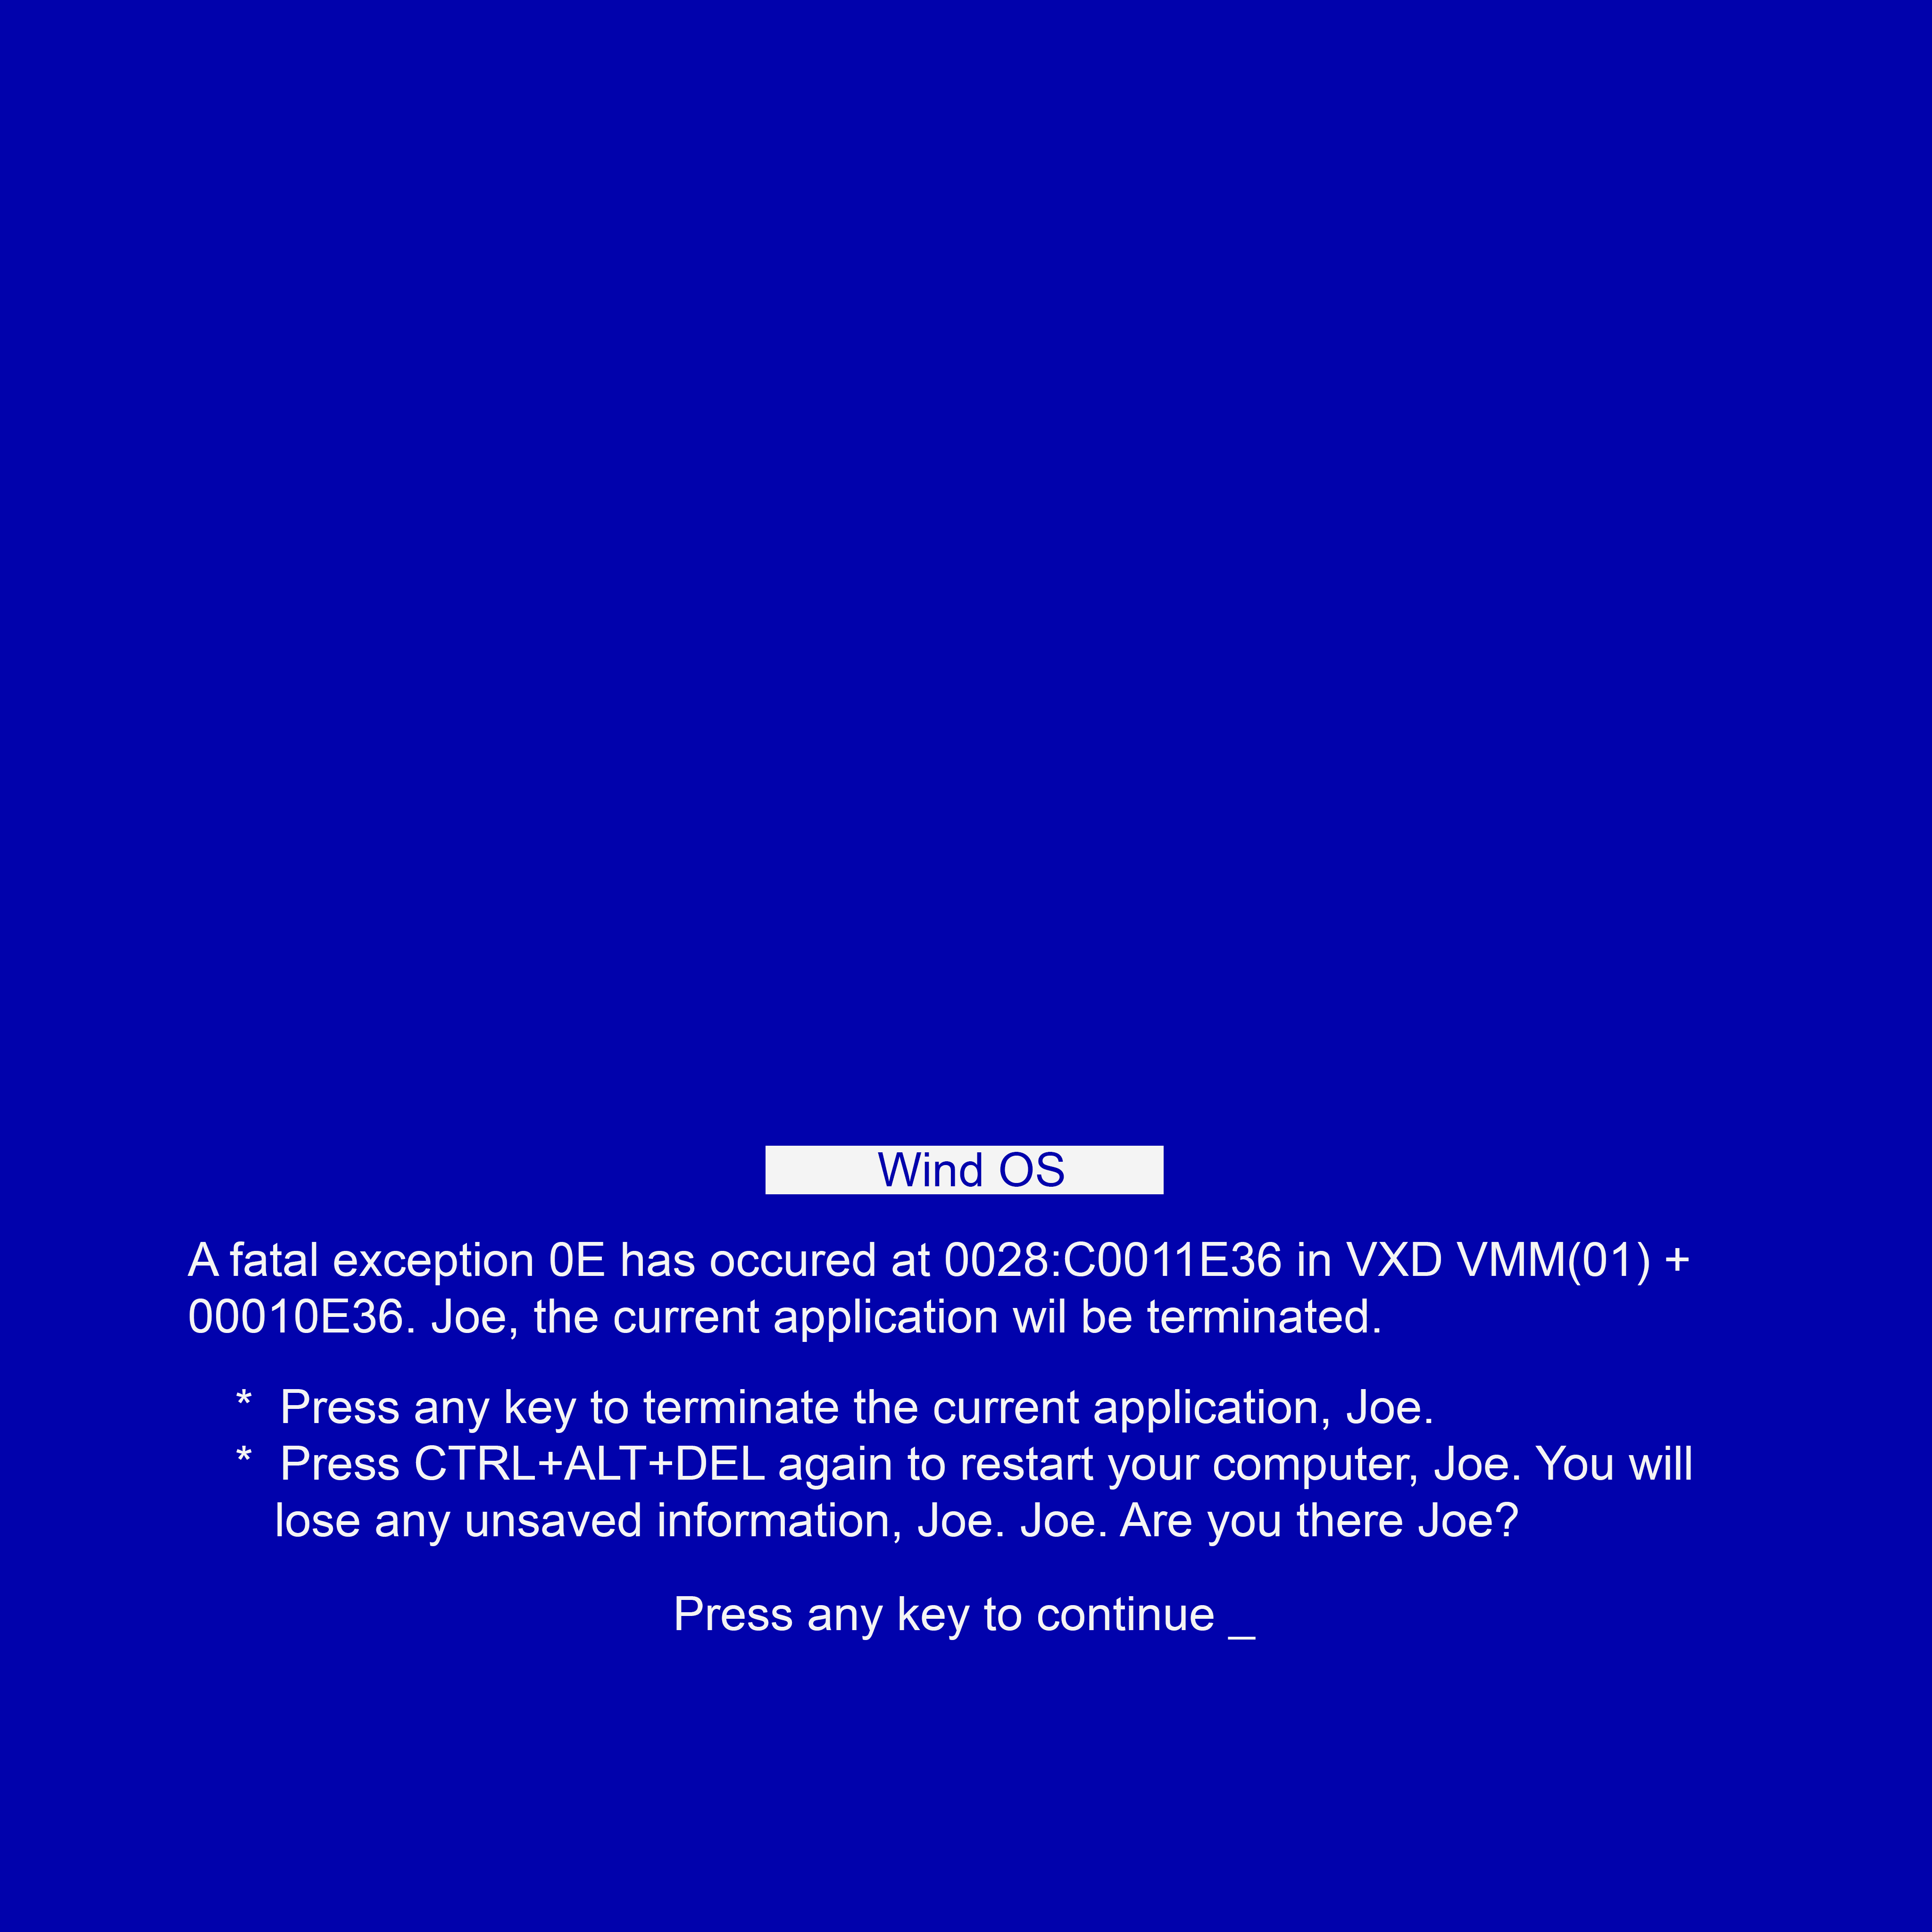 Wind OS
A fatal exception 0E has occured at 0028:C0011E36 in VXD VMM(01) +
00010E36. Joe, the current application wil be terminated.
* Press any key to terminate the current application, Joe.
* Press CTRL+ALT+DEL again to restart your computer, Joe. You will
lose any unsaved information, Joe. Joe. Are you there Joe?
Press any key to continue _